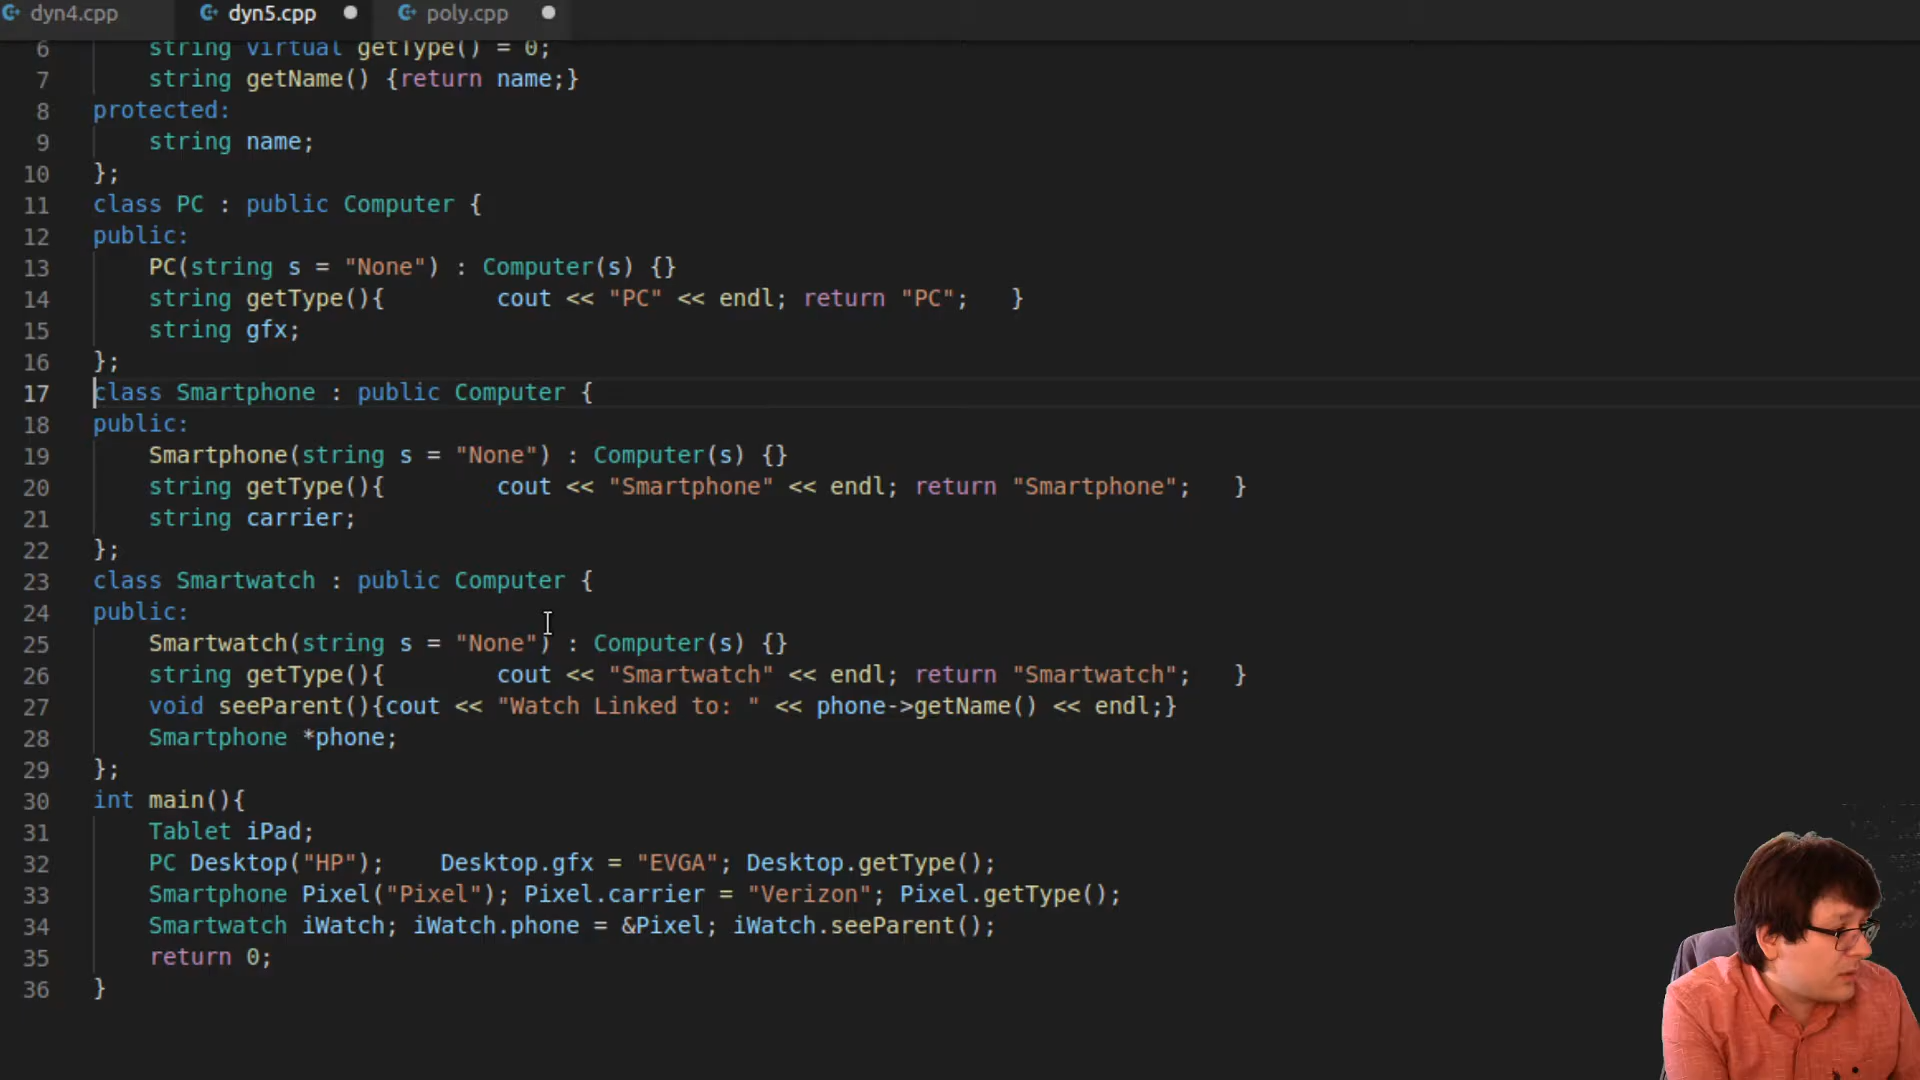 dyn4.cpp dyn5.cpp poly.cpp
6 string virtual getType() = 0;
7 string getName() {return name;}
8 protected:
9 string name;
10 };
11 class PC : public Computer {
12 public:
13 PC(string s = "None") : Computer(s) {}
14 string getType(){ cout << "PC" << endl; return "PC"; }
15 string gfx;
16 };
17 class Smartphone : public Computer {
18 public:
19 Smartphone(string s = "None") : Computer(s) {}
20 string getType(){ cout << "Smartphone" << endl; return "Smartphone"; }
21 string carrier;
22 };
23 class Smartwatch : public Computer {
24 public:
25 Smartwatch(string s = "None") : Computer(s) {}
26 string getType(){ cout << "Smartwatch" << endl; return "Smartwatch"; }
27 void seeParent(){cout << "Watch Linked to: " << phone->getName() << endl;}
28 Smartphone *phone;
29 };
30 int main(){
31 Tablet iPad;
32 PC Desktop("HP"); Desktop.gfx = "EVGA"; Desktop.getType();
33 Smartphone Pixel("Pixel"); Pixel.carrier = "Verizon"; Pixel.getType();
34 Smartwatch iWatch; iWatch.phone = &Pixel; iWatch.seeParent();
35 return 0;
36 }